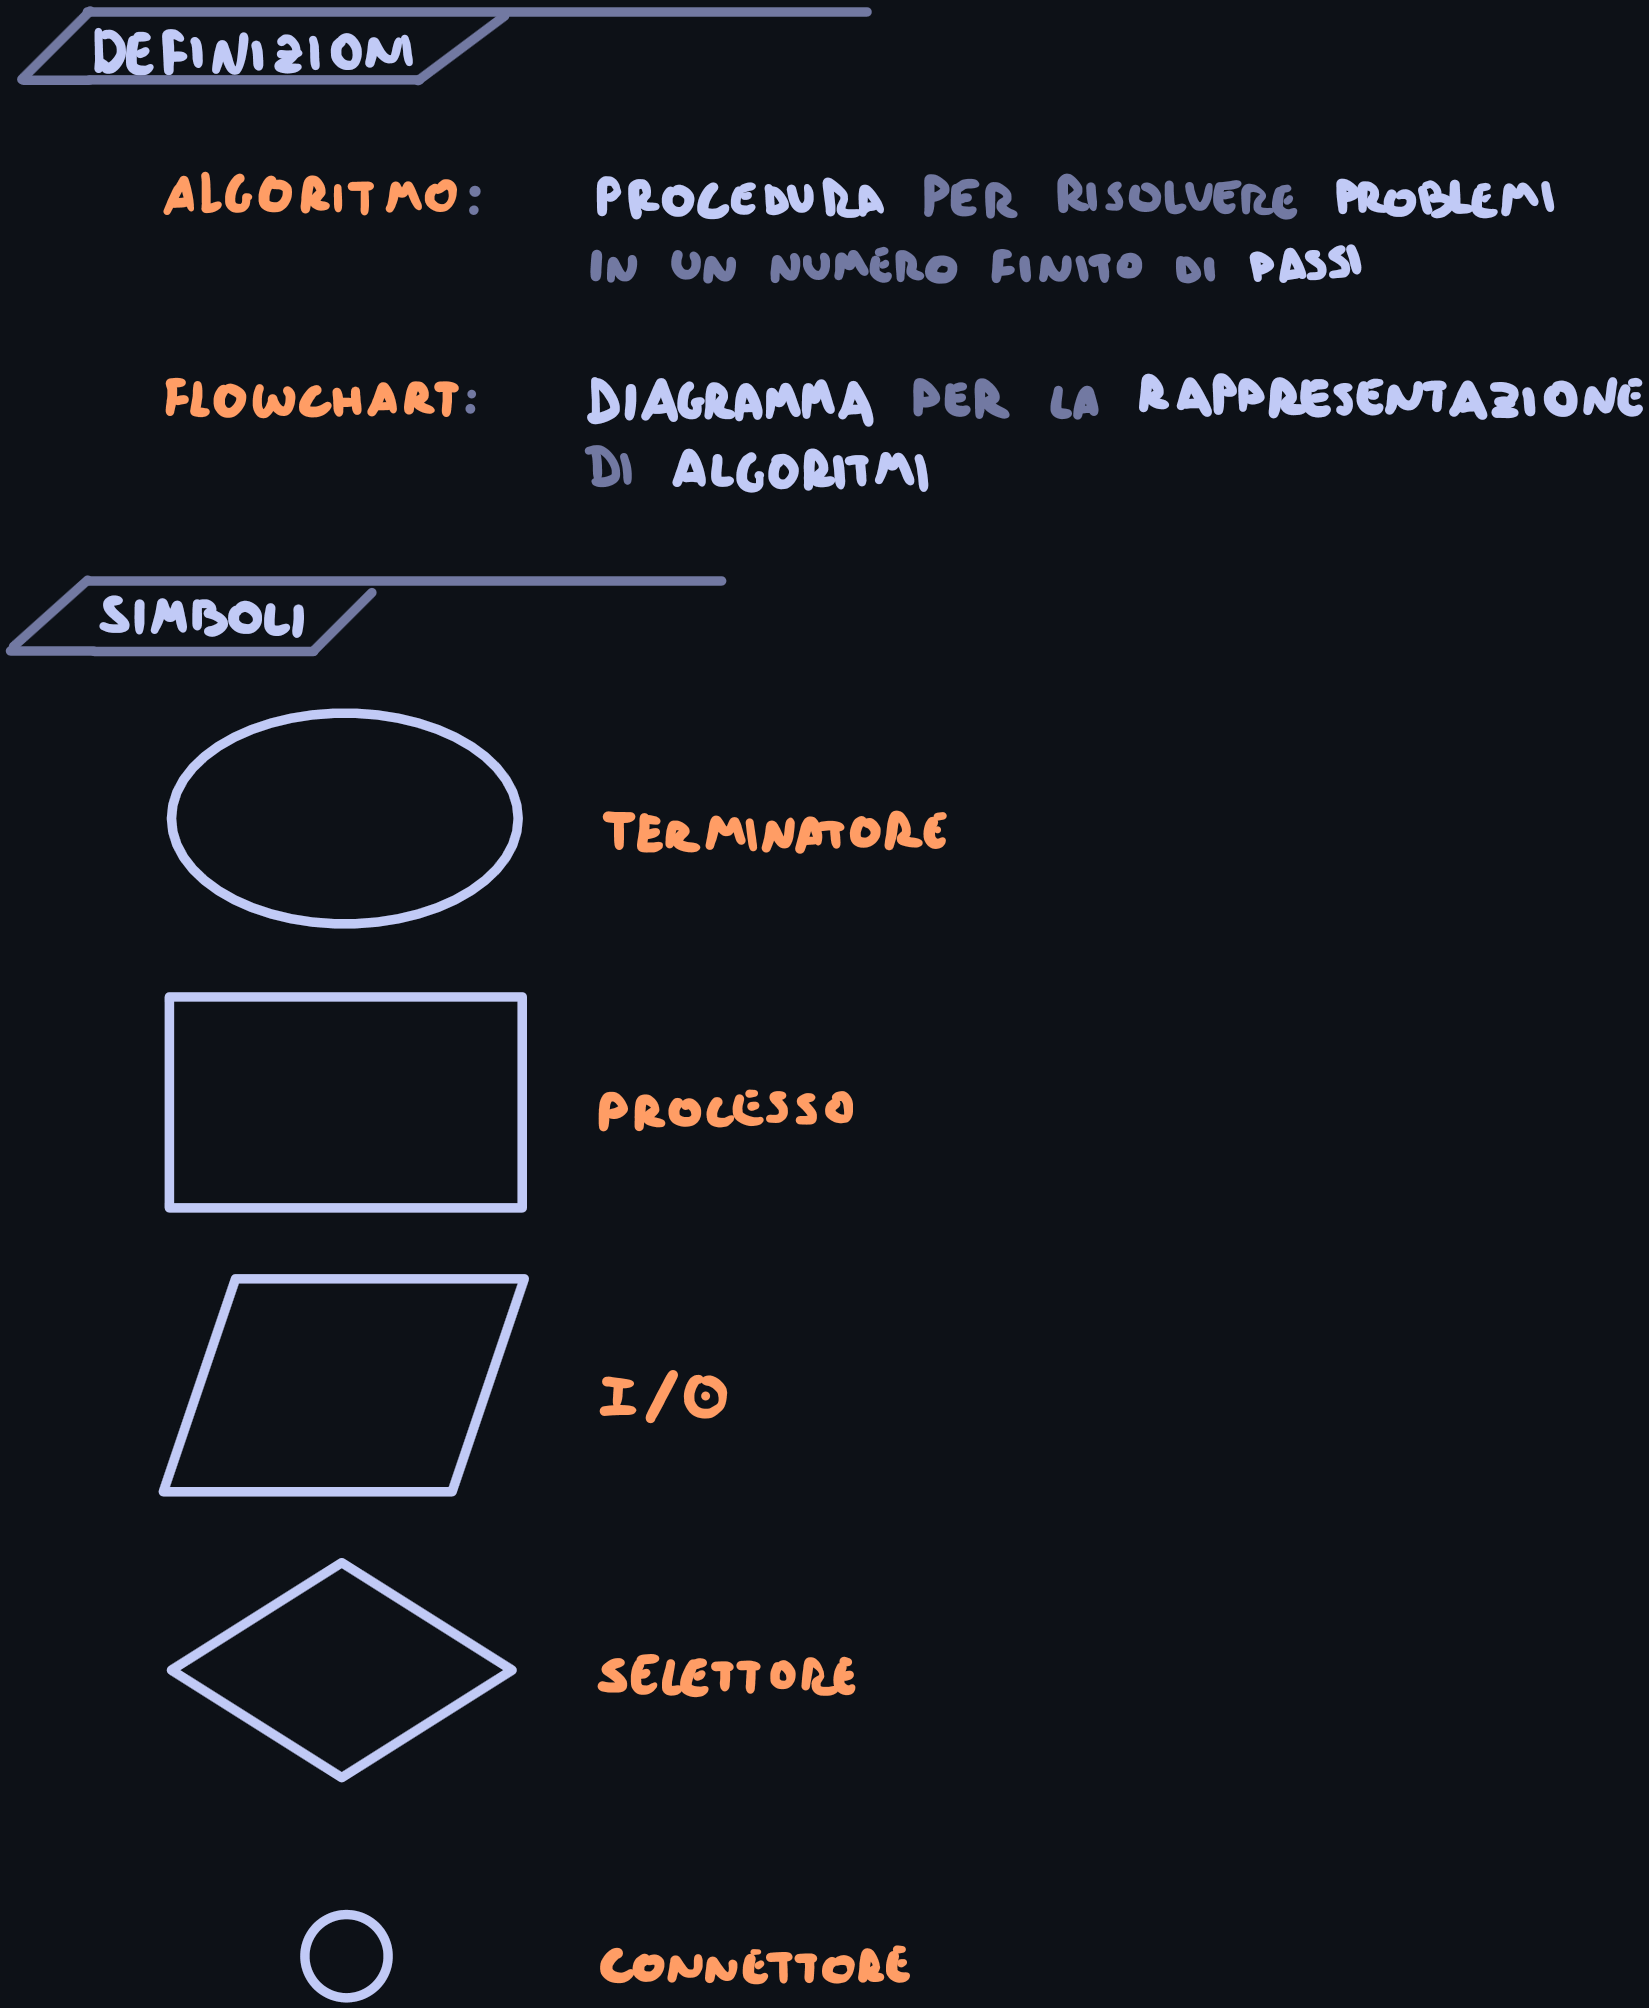 DEFINIZIONI
ALGORITMO: PROCEDURA PER RISOLVERE PROBLEMI
IN UN NUMERO FINITO DI PASSI
FLOWCHART: DIAGRAMMA PER LA RAPPRESENTAZIONE
DI ALGORITMI
SIMBOLI
TERMINATORE
PROCESSO
I/O
SELETTORE
CONNETTORE